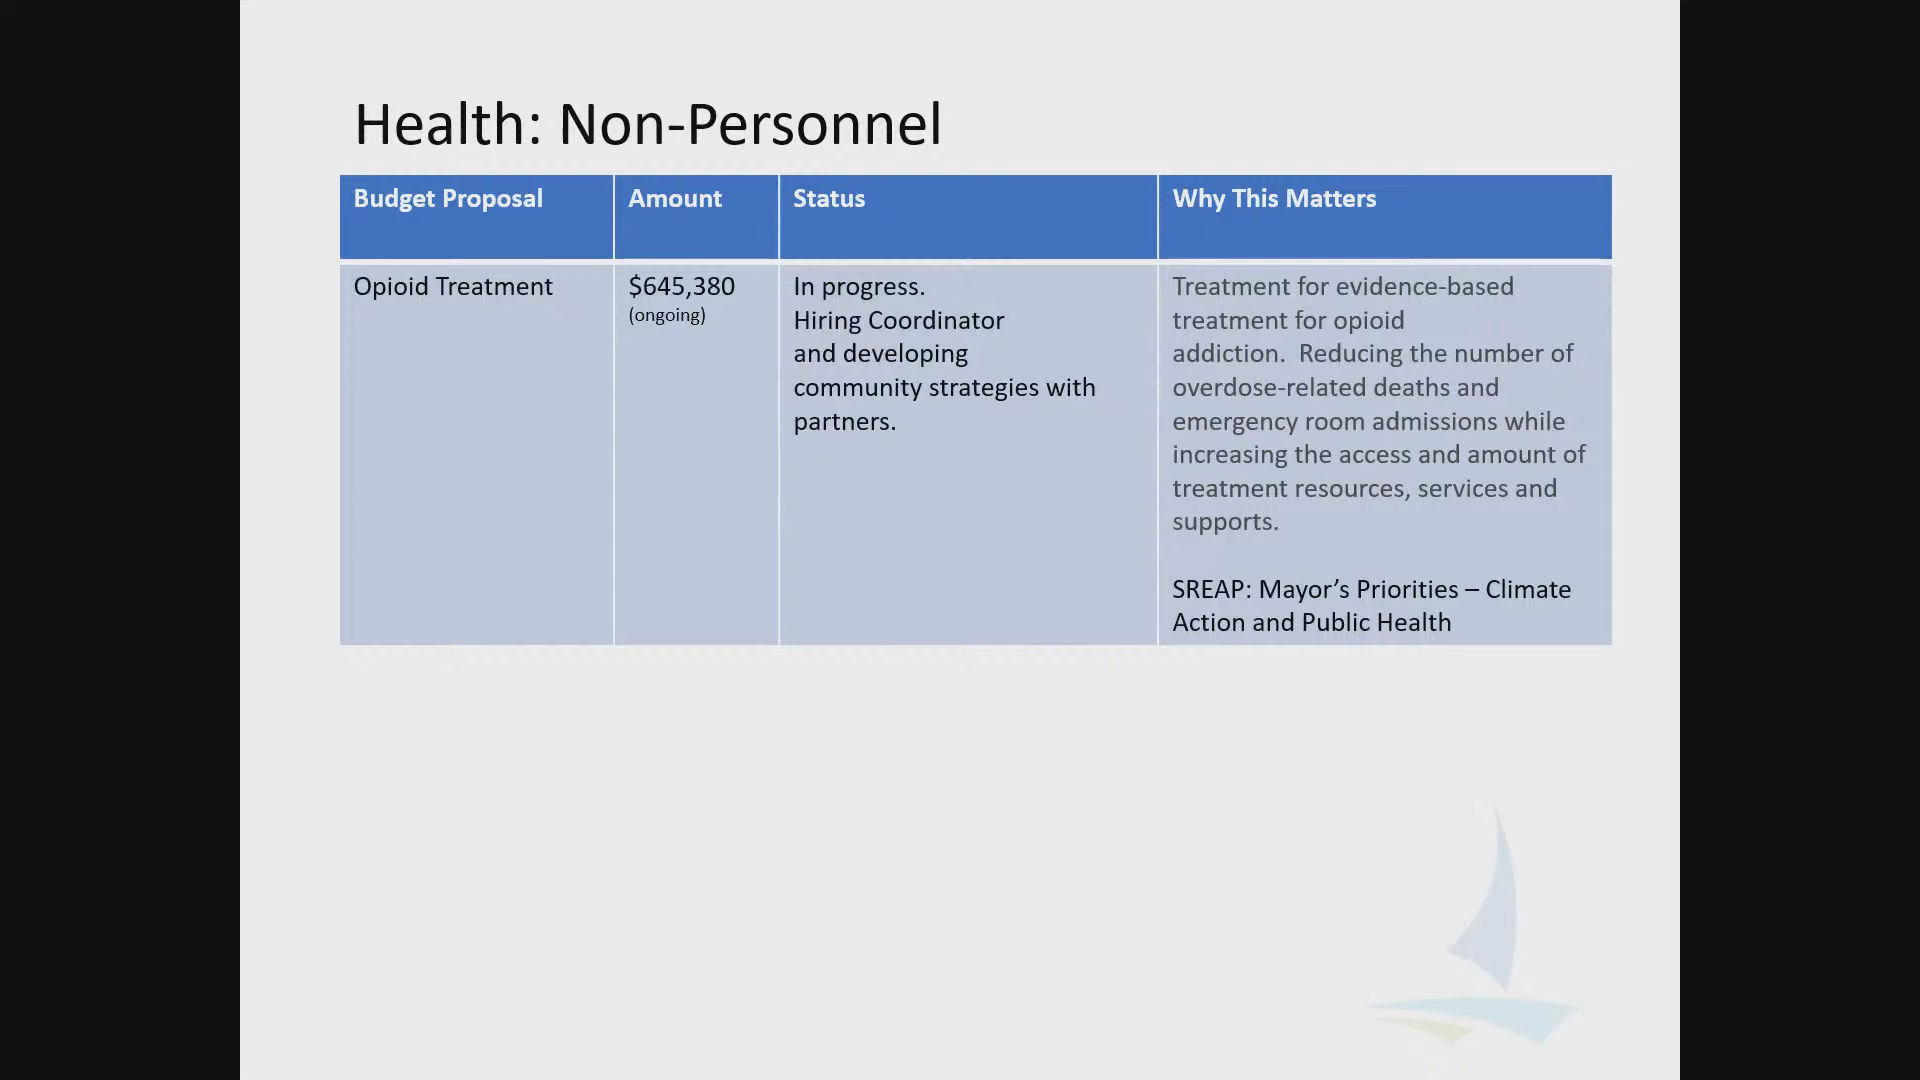 Health: Non-Personnel
Budget Proposal
Amount
Status
Why This Matters
Opioid Treatment
$645,380
(ongoing)
In progress.
Hiring Coordinator
and developing
community strategies with
partners.
Treatment for evidence-based
treatment for opioid
addiction.  Reducing the number of
overdose-related deaths and
emergency room admissions while
increasing the access and amount of
treatment resources, services and
supports.
SREAP: Mayor’s Priorities – Climate
Action and Public Health